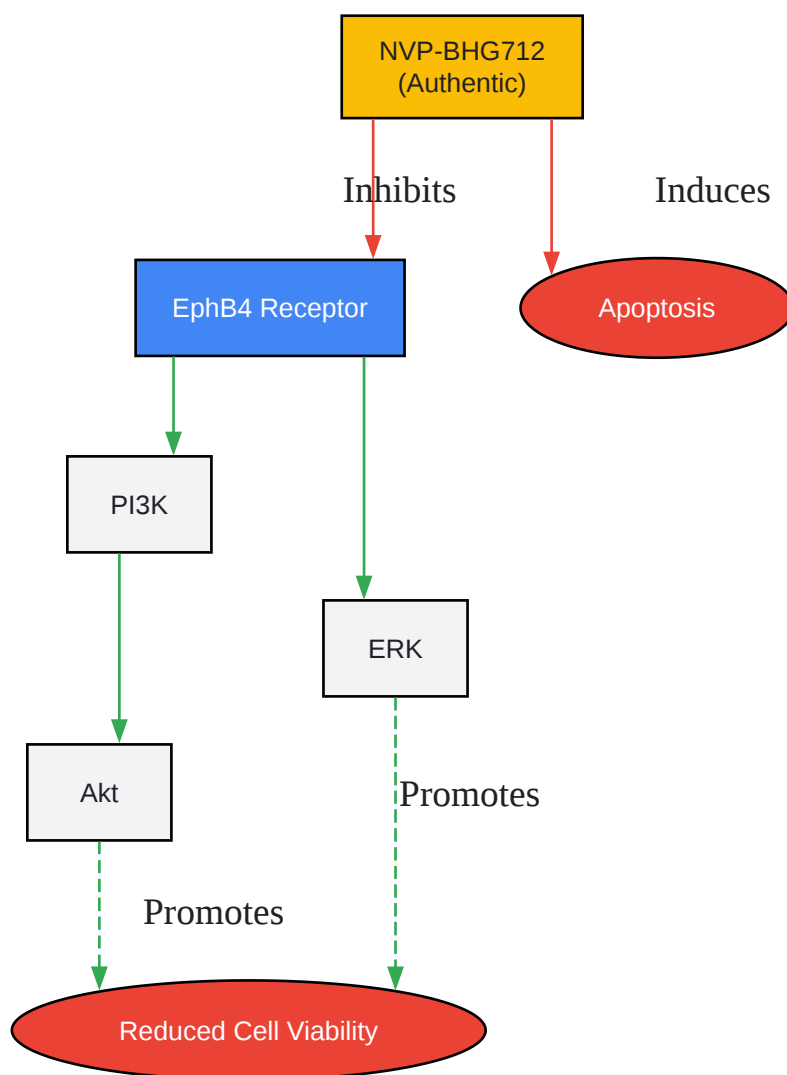 NVP-BHG712
(Authentic)
Inhibits
Induces
EphB4 Receptor
Apoptosis
PI3K
ERK
Akt
Promotes
Promotes
Reduced Cell Viability